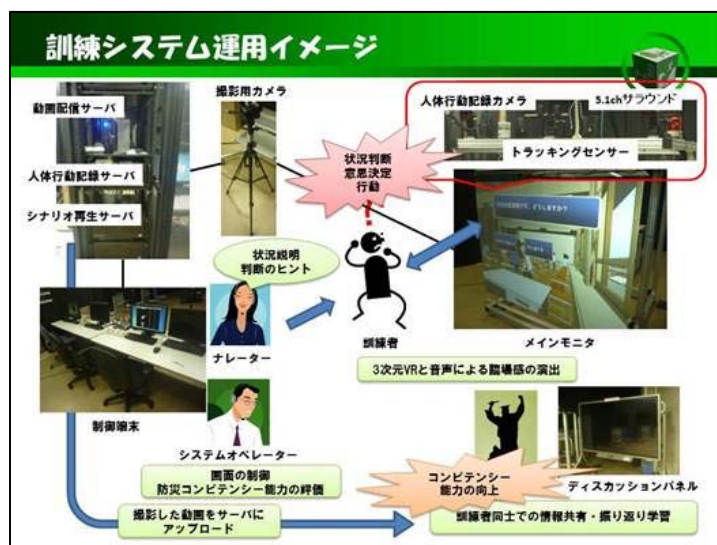 訓練システム運用イメージ
動画配信サーバ
撮影用カメラ
人体行動記録カメラ
5.1chサラウンド
トラッキングセンサー
人体行動記録サーバ
シナリオ再生サーバ
状況判断
意思決定
行動
状況説明
判断のヒント
ナレーター
訓練者
メインモニタ
3次元VRと音声による臨場感の演出
制御端末
システムオペレーター
画面の制御
防災コンピテンシー能力の評価
コンピテンシー
能力の向上
ディスカッションパネル
撮影した動画をサーバに
アップロード
訓練者同士での情報共有・振り返り学習